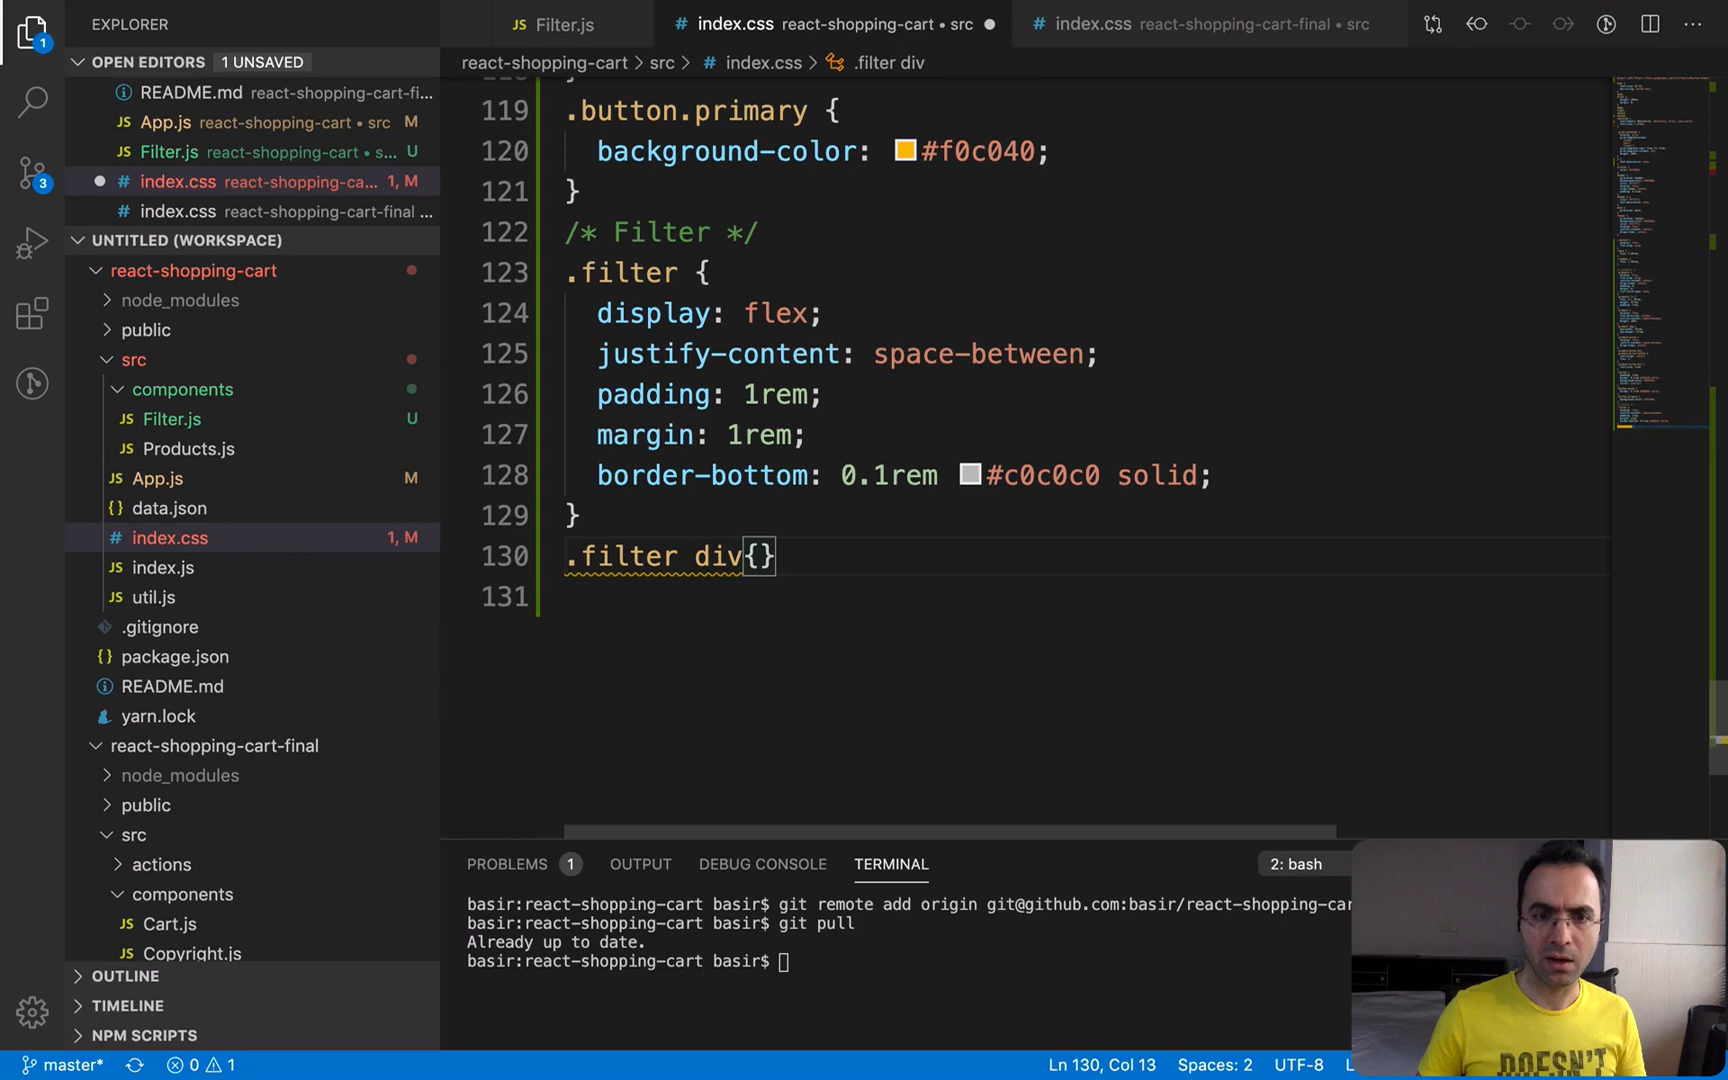 EXPLORER
OPEN EDITORS 1 UNSAVED
README.md react-shopping-cart-fi...
JS App.js react-shopping-cart • src M
JS Filter.js react-shopping-cart • s... U
# index.css react-shopping-ca... 1, M
# index.css react-shopping-cart-final ...
UNTITLED (WORKSPACE)
react-shopping-cart
node_modules
public
src
components
JS Filter.js U
JS Products.js
JS App.js M
{} data.json
# index.css 1, M
JS index.js
JS util.js
.gitignore
{} package.json
README.md
yarn.lock
react-shopping-cart-final
node_modules
public
src
actions
components
JS Cart.js
JS Copyright.js
OUTLINE
TIMELINE
NPM SCRIPTS
1
3
JS Filter.js
# index.css react-shopping-cart • src
# index.css react-shopping-cart-final > src
react-shopping-cart > src > # index.css > .filter div
119 .button.primary {
120 background-color: #f0c040;
121 }
122 /* Filter */
123 .filter {
124 display: flex;
125 justify-content: space-between;
126 padding: 1rem;
127 margin: 1rem;
128 border-bottom: 0.1rem #c0c0c0 solid;
129 }
130 .filter div{}
131
PROBLEMS 1 OUTPUT DEBUG CONSOLE TERMINAL 2: bash
basir:react-shopping-cart basir$ git remote add origin git@github.com:basir/react-shopping-car
basir:react-shopping-cart basir$ git pull
Already up to date.
basir:react-shopping-cart basir$
DOESN'T
master* 0 1 Ln 130, Col 13 Spaces: 2 UTF-8 L